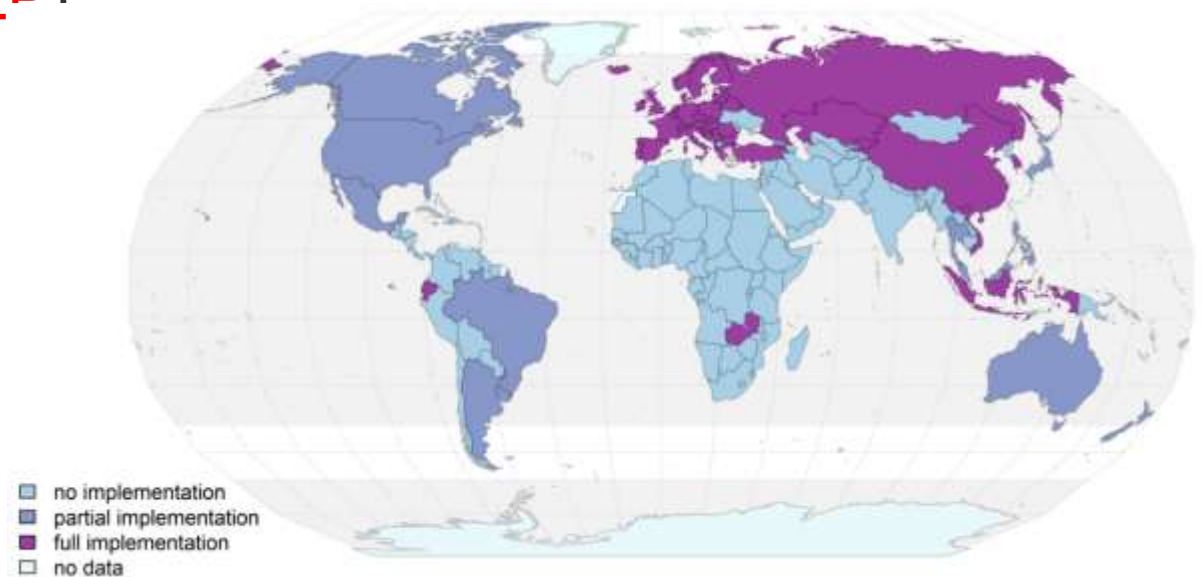 no implementation
partial implementation
full implementation
no data